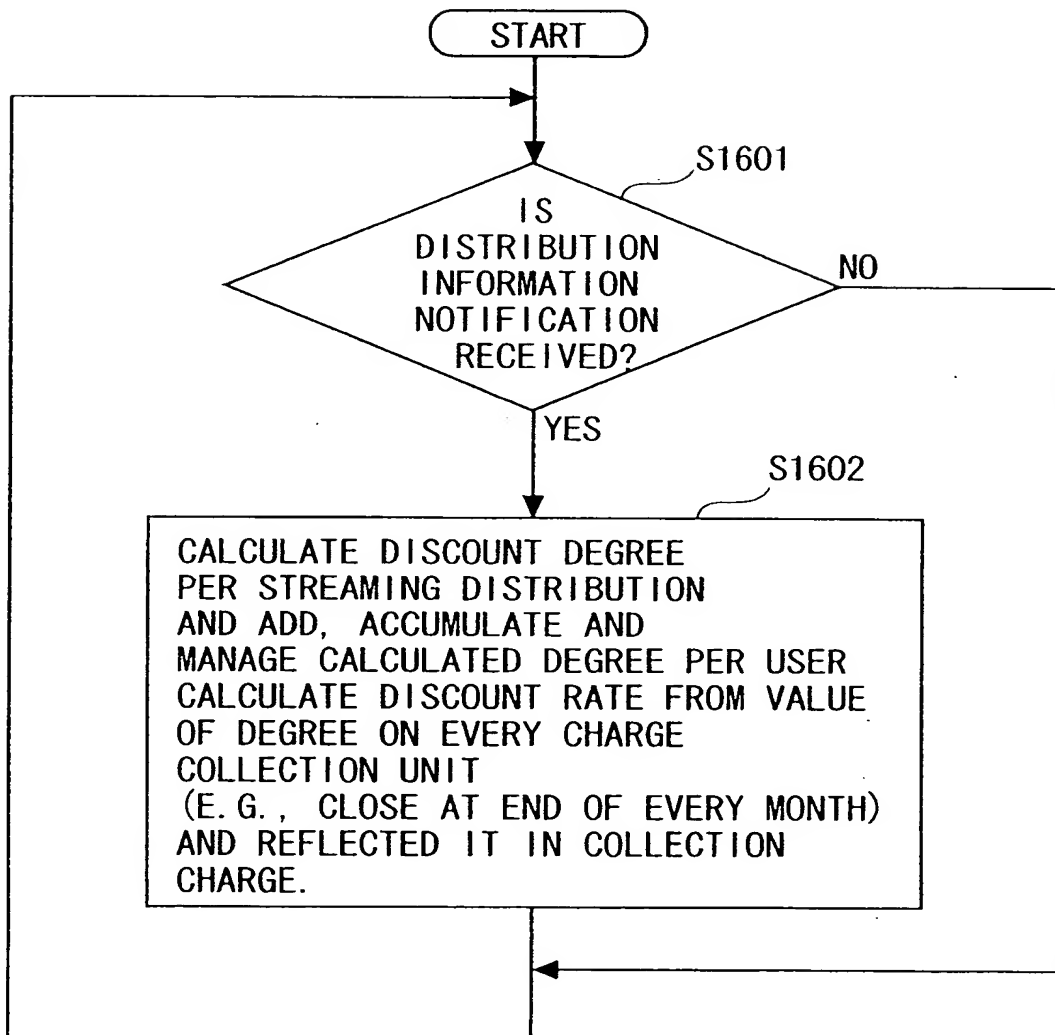 START
S1601
IS
DISTRIBUTION
INFORMATION
NOTIFICATION
RECEIVED?
NO
YES
S1602
CALCULATE DISCOUNT DEGREE
PER STREAMING DISTRIBUTION
AND ADD, ACCUMULATE AND
MANAGE CALCULATED DEGREE PER USER
CALCULATE DISCOUNT RATE FROM VALUE
OF DEGREE ON EVERY CHARGE
COLLECTION UNIT
(E.G., CLOSE AT END OF EVERY MONTH)
AND REFLECTED IT IN COLLECTION
CHARGE.